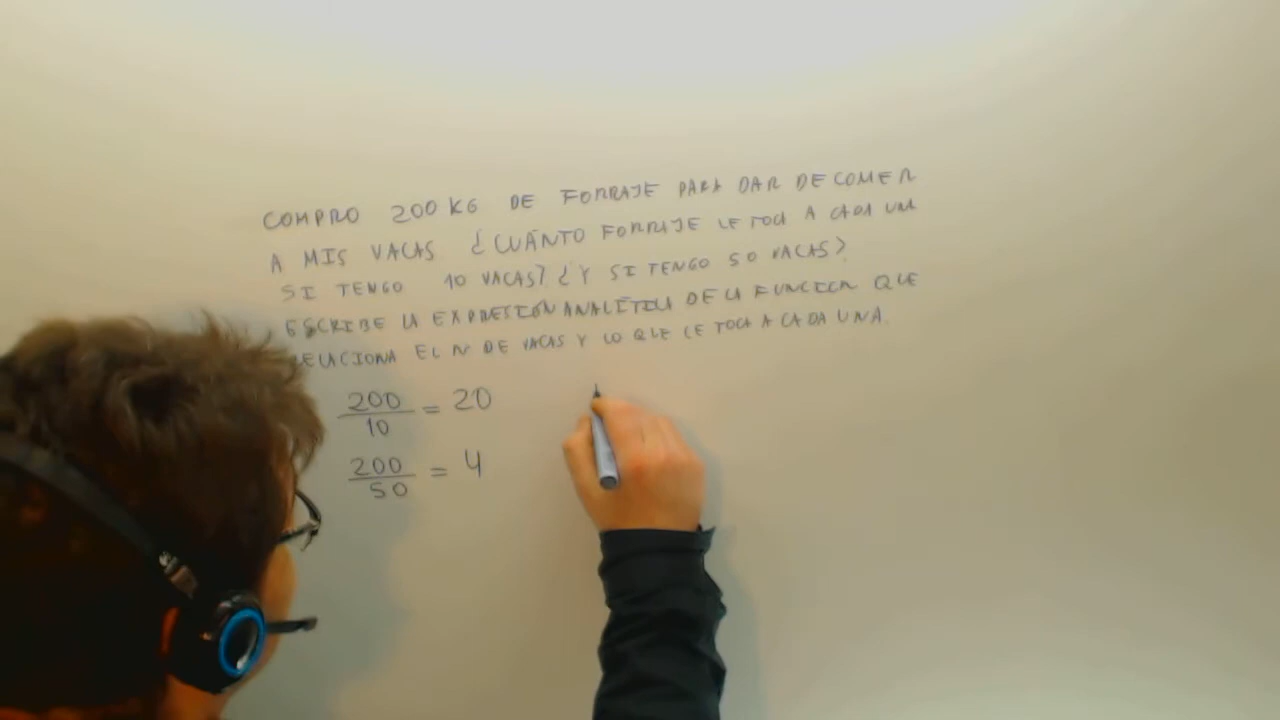 COMPRO 200 KG DE FORRAJE PARA DAR DE COMER
A MIS VACAS ¿CUÁNTO FORRAJE LE TOCA A CADA UNA
SI TENGO 10 VACAS? ¿Y SI TENGO 50 VACAS?
ESCRIBE LA EXPRESIÓN ANALÍTICA DE LA FUNCIÓN QUE
RELACIONA EL Nº DE VACAS Y LO QUE LE TOCA A CADA UNA.
200/10 = 20
200/50 = 4